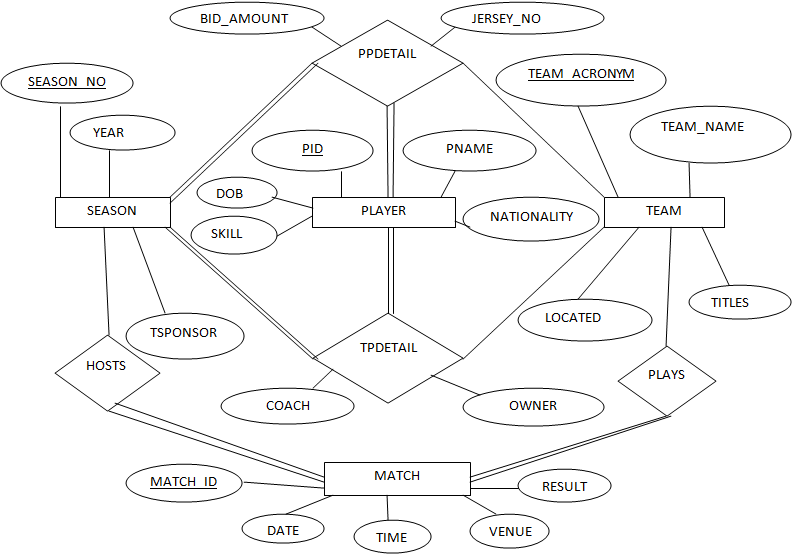 BID_AMOUNT
JERSEY_NO
PPDETAIL
SEASON_NO
TEAM_ACRONYM
YEAR
TEAM_NAME
PID
PNAME
DOB
SEASON
PLAYER
NATIONALITY
TEAM
SKILL
TITLES
LOCATED
TSPONSOR
TPDETAIL
HOSTS
PLAYS
COACH
OWNER
MATCH
MATCH_ID
RESULT
DATE
TIME
VENUE